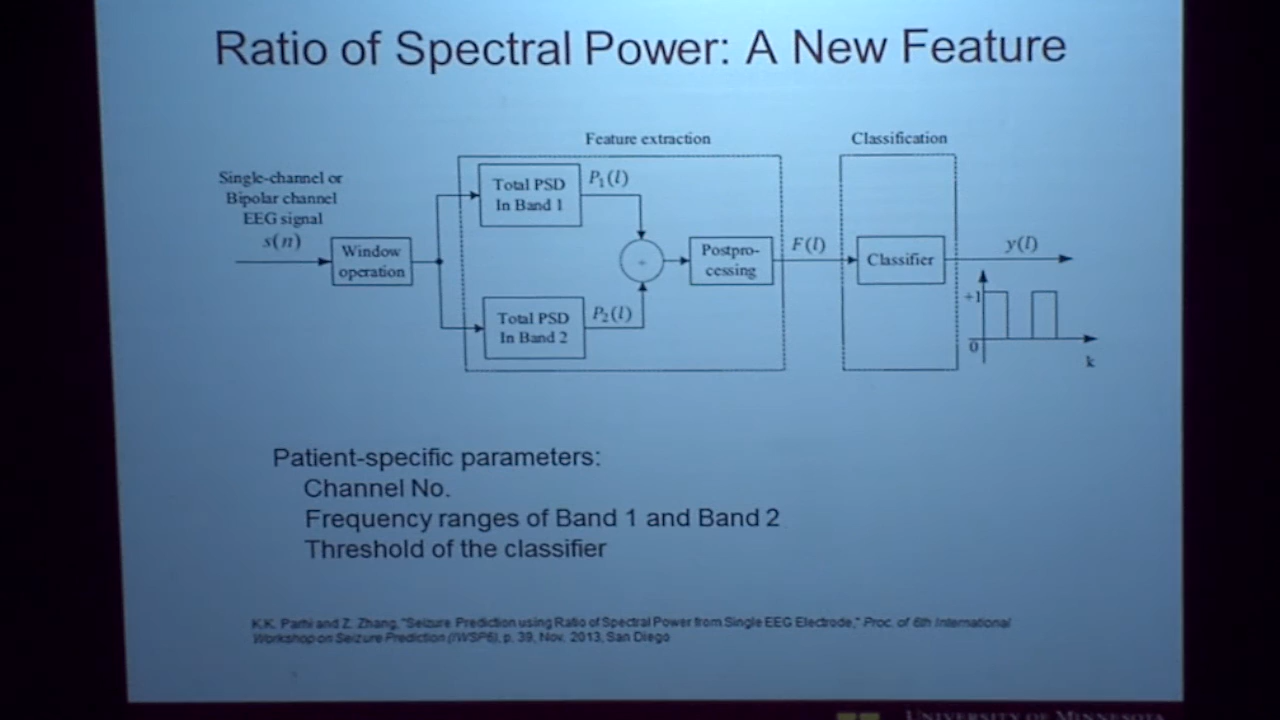 Ratio of Spectral Power: A New Feature
Feature extraction
Classification
Single-channel or
Bipolar channel
EEG signal
s(n)
Window
operation
Total PSD
In Band 1
P₁(l)
Total PSD
In Band 2
P₂(l)
÷
Postpro-
cessing
F(l)
Classifier
y(l)
+1
0
k
Patient-specific parameters:
Channel No.
Frequency ranges of Band 1 and Band 2
Threshold of the classifier
K.K. Parhi and Z. Zhang, "Seizure Prediction using Ratio of Spectral Power from Single EEG Electrode," Proc. of 6th International
Workshop on Seizure Prediction (IWSP6), p. 39, Nov. 2013, San Diego
UNIVERSITY OF MINNESOTA